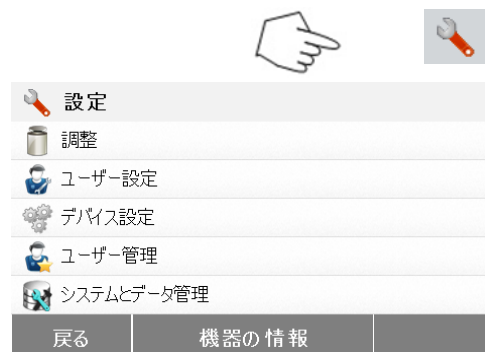 設定
調整
ユーザー設定
デバイス設定
ユーザー管理
システムとデータ管理
戻る 機器の情報